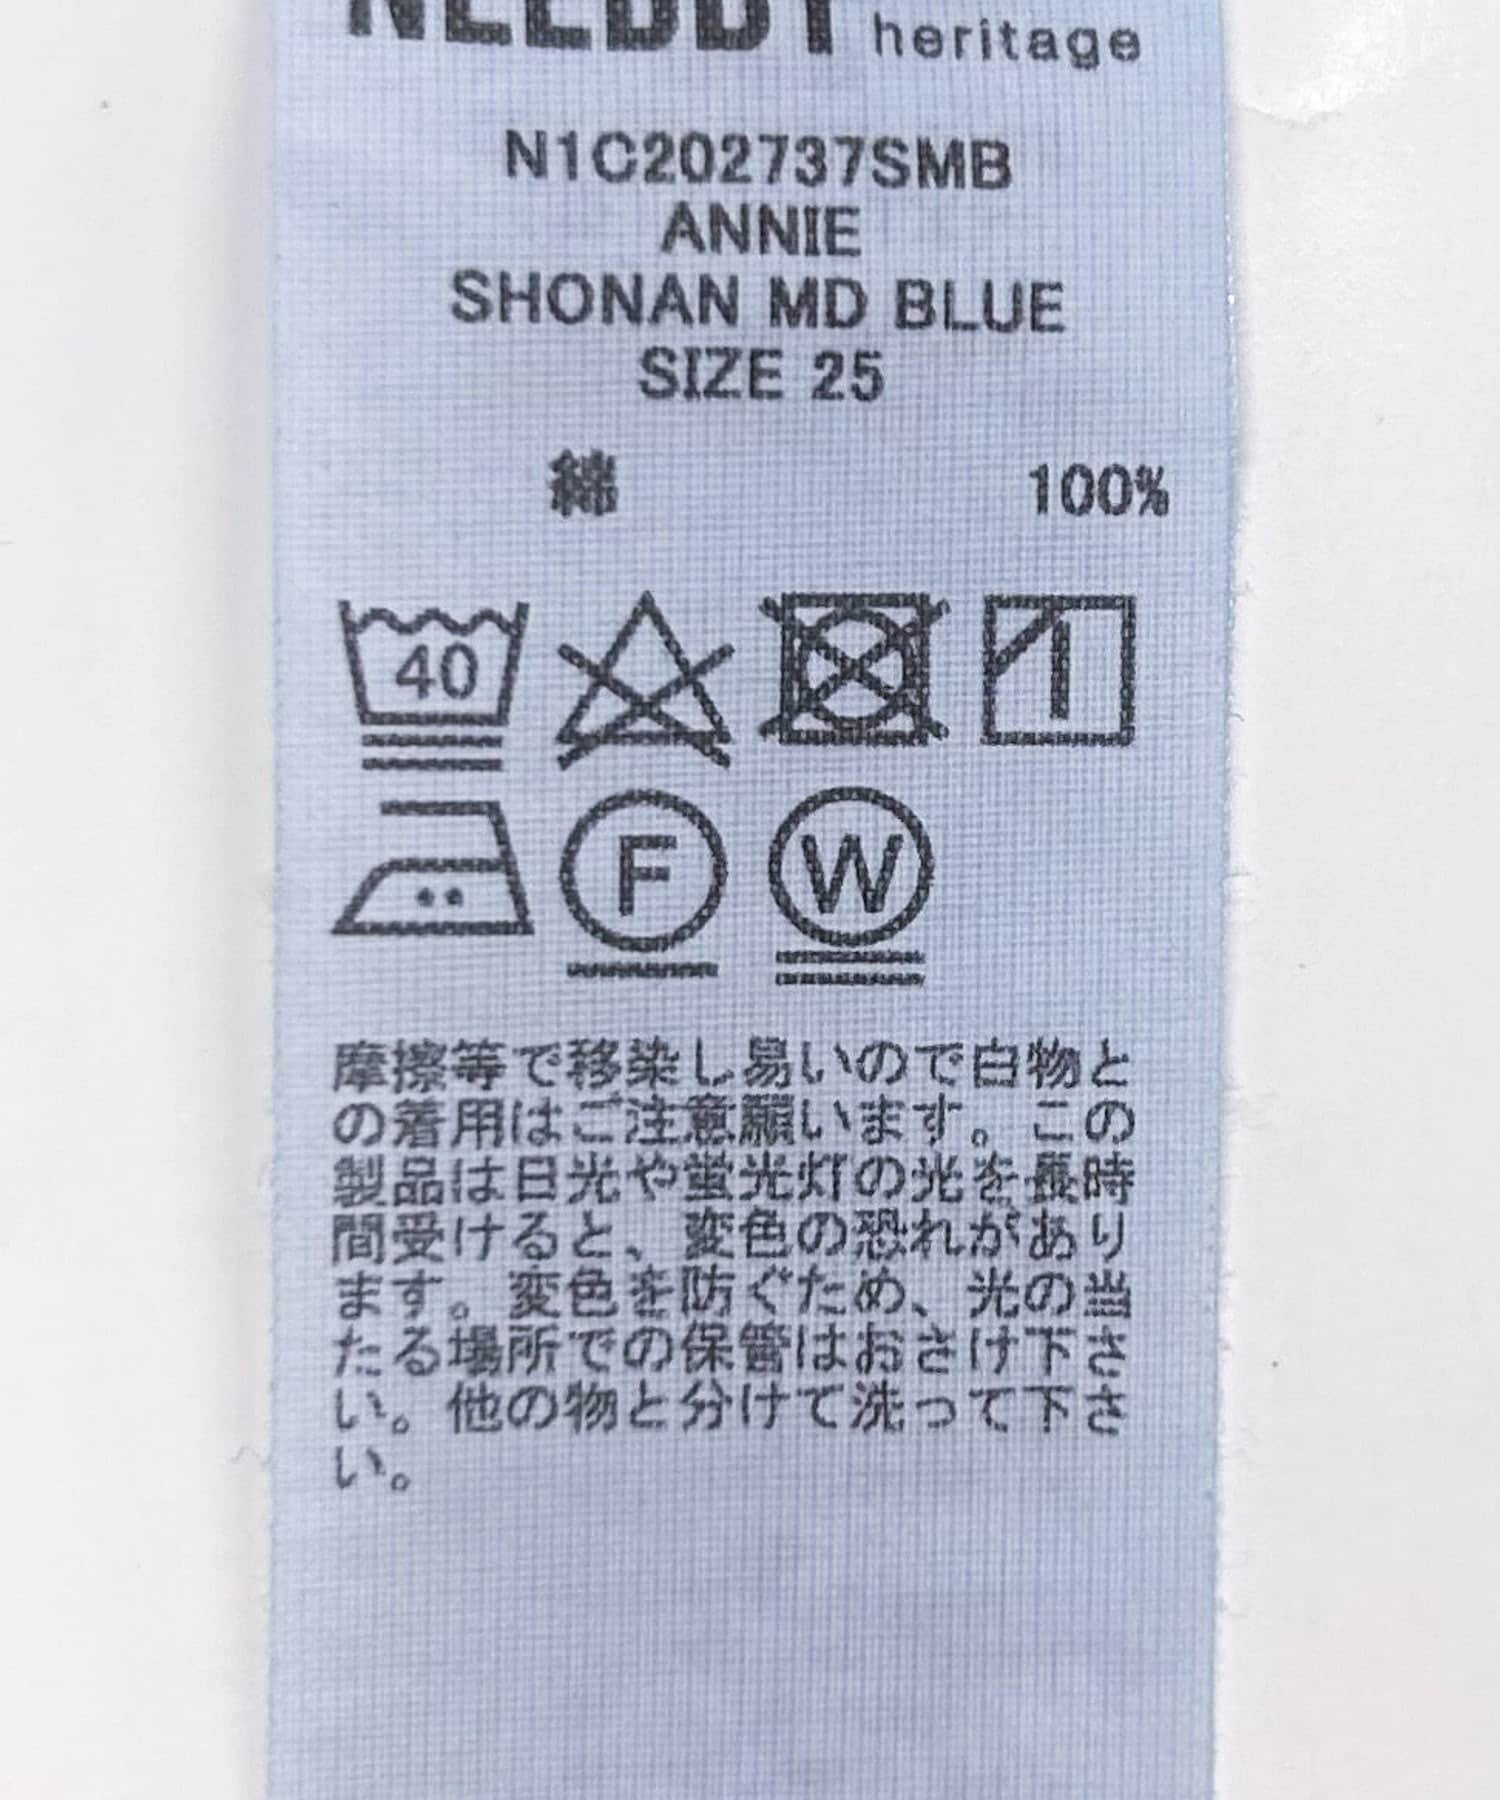 heritage
N1C202737SMB
ANNIE
SHONAN MD BLUE
SIZE 25
綿 100%
40
F W
摩擦等で移染し易いので白物と
の着用はご注意願います。この
製品は日光や蛍光灯の光を長時
間受けると、変色の恐れがあり
ます。変色を防ぐため、光の当
たる場所での保管はおさけ下さ
い。他の物と分けて洗って下さ
い。